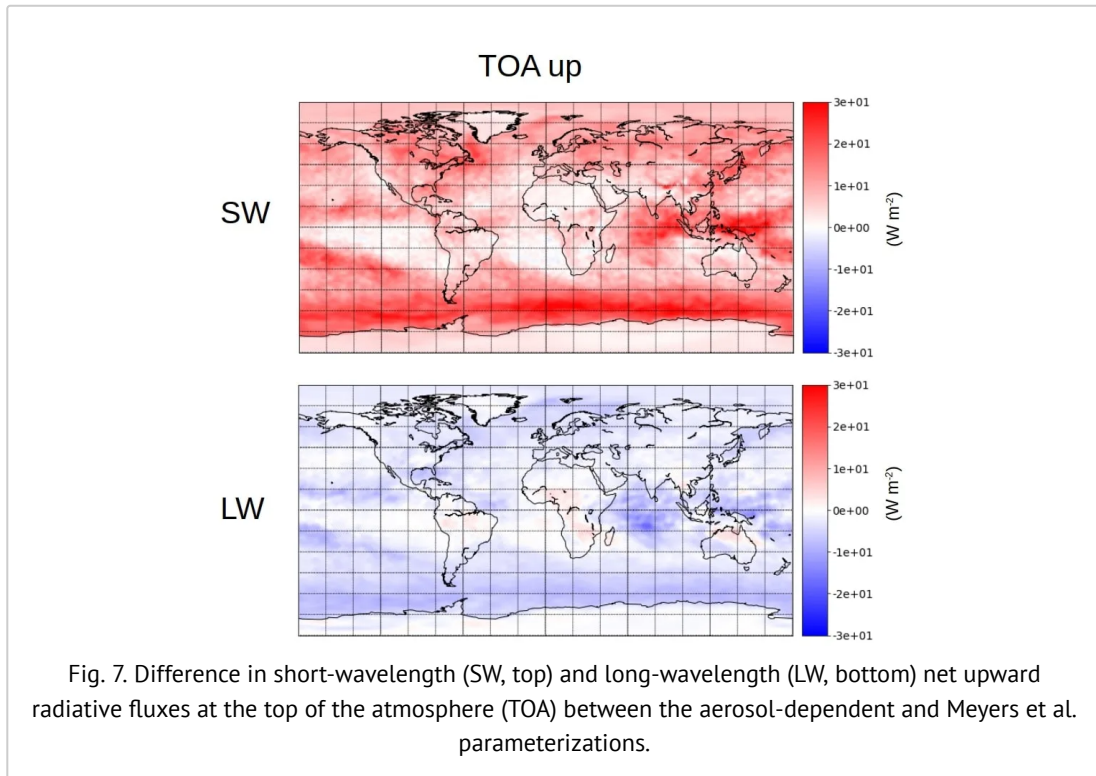 TOA up
SW
3e+01
2e+01
1e+01
0e+00
-1e+01
-2e+01
-3e+01
(W m-2)
LW
3e+01
2e+01
1e+01
0e+00
-1e+01
-2e+01
-3e+01
(W m-2)
Fig. 7. Difference in short-wavelength (SW, top) and long-wavelength (LW, bottom) net upward
radiative fluxes at the top of the atmosphere (TOA) between the aerosol-dependent and Meyers et al.
parameterizations.